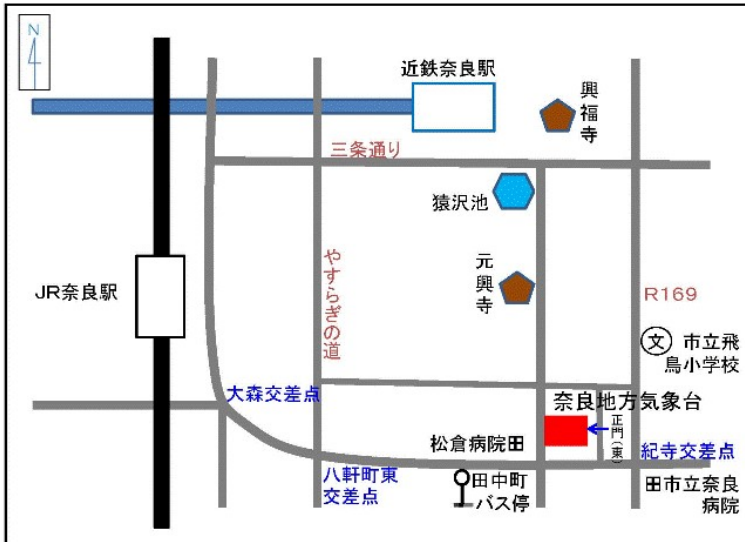 N
近鉄奈良駅
興福寺
三条通り
猿沢池
元興寺
やすらぎの道
JR奈良駅
R169
市立飛
鳥小学校
文
大森交差点
奈良地方気象台
正門(東)
松倉病院
紀寺交差点
八軒町東
交差点
田中町
バス停
市立奈良
病院